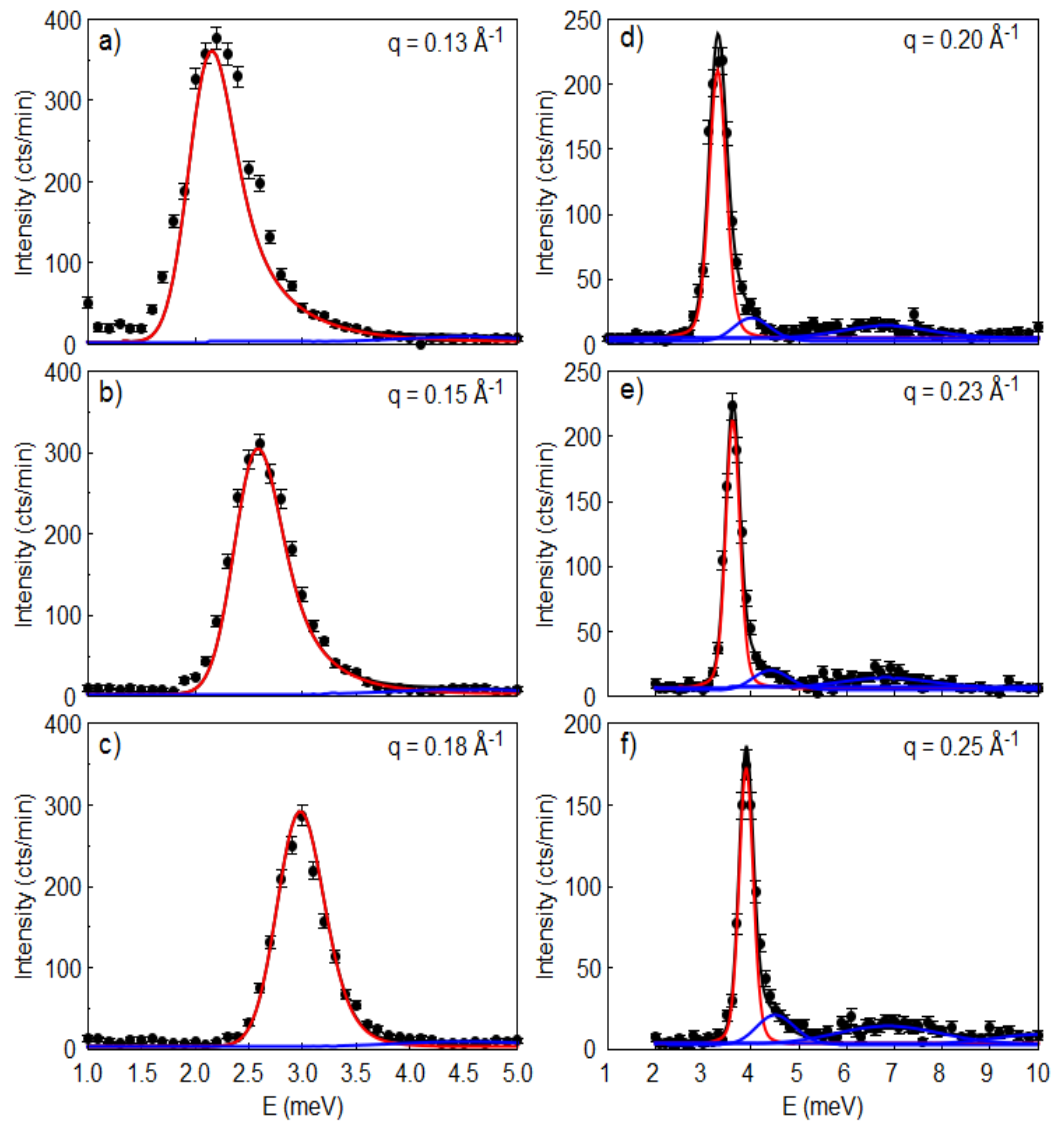 a)
q = 0.13 Å-1
400
300
200
100
0
Intensity (cts/min)
b)
q = 0.15 Å-1
400
300
200
100
0
Intensity (cts/min)
c)
q = 0.18 Å-1
400
300
200
100
0
Intensity (cts/min)
1.0 1.5 2.0 2.5 3.0 3.5 4.0 4.5 5.0
E (meV)
d)
q = 0.20 Å-1
250
200
150
100
50
0
Intensity (cts/min)
e)
q = 0.23 Å-1
250
200
150
100
50
0
Intensity (cts/min)
f)
q = 0.25 Å-1
200
150
100
50
0
Intensity (cts/min)
1 2 3 4 5 6 7 8 9 10
E (meV)